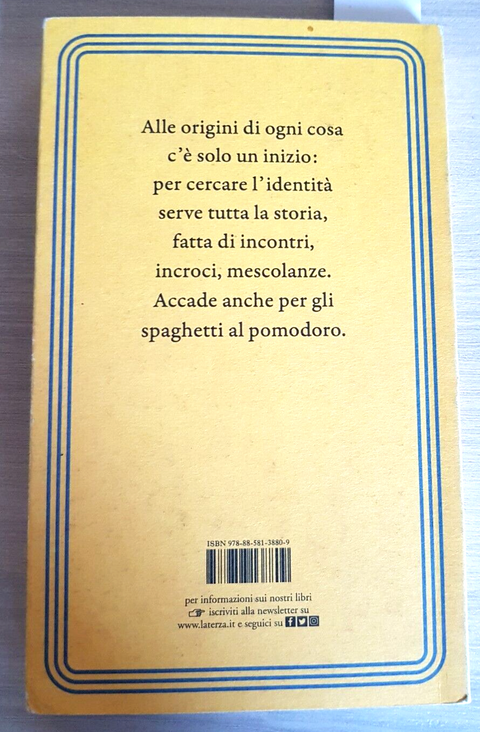 Alle origini di ogni cosa
c'è solo un inizio:
per cercare l'identità
serve tutta la storia,
fatta di incontri,
incroci, mescolanze.
Accade anche per gli
spaghetti al pomodoro.
ISBN 978-88-581-3880-9
per informazioni sui nostri libri
iscriviti alla newsletter su
www.laterza.it e seguici su